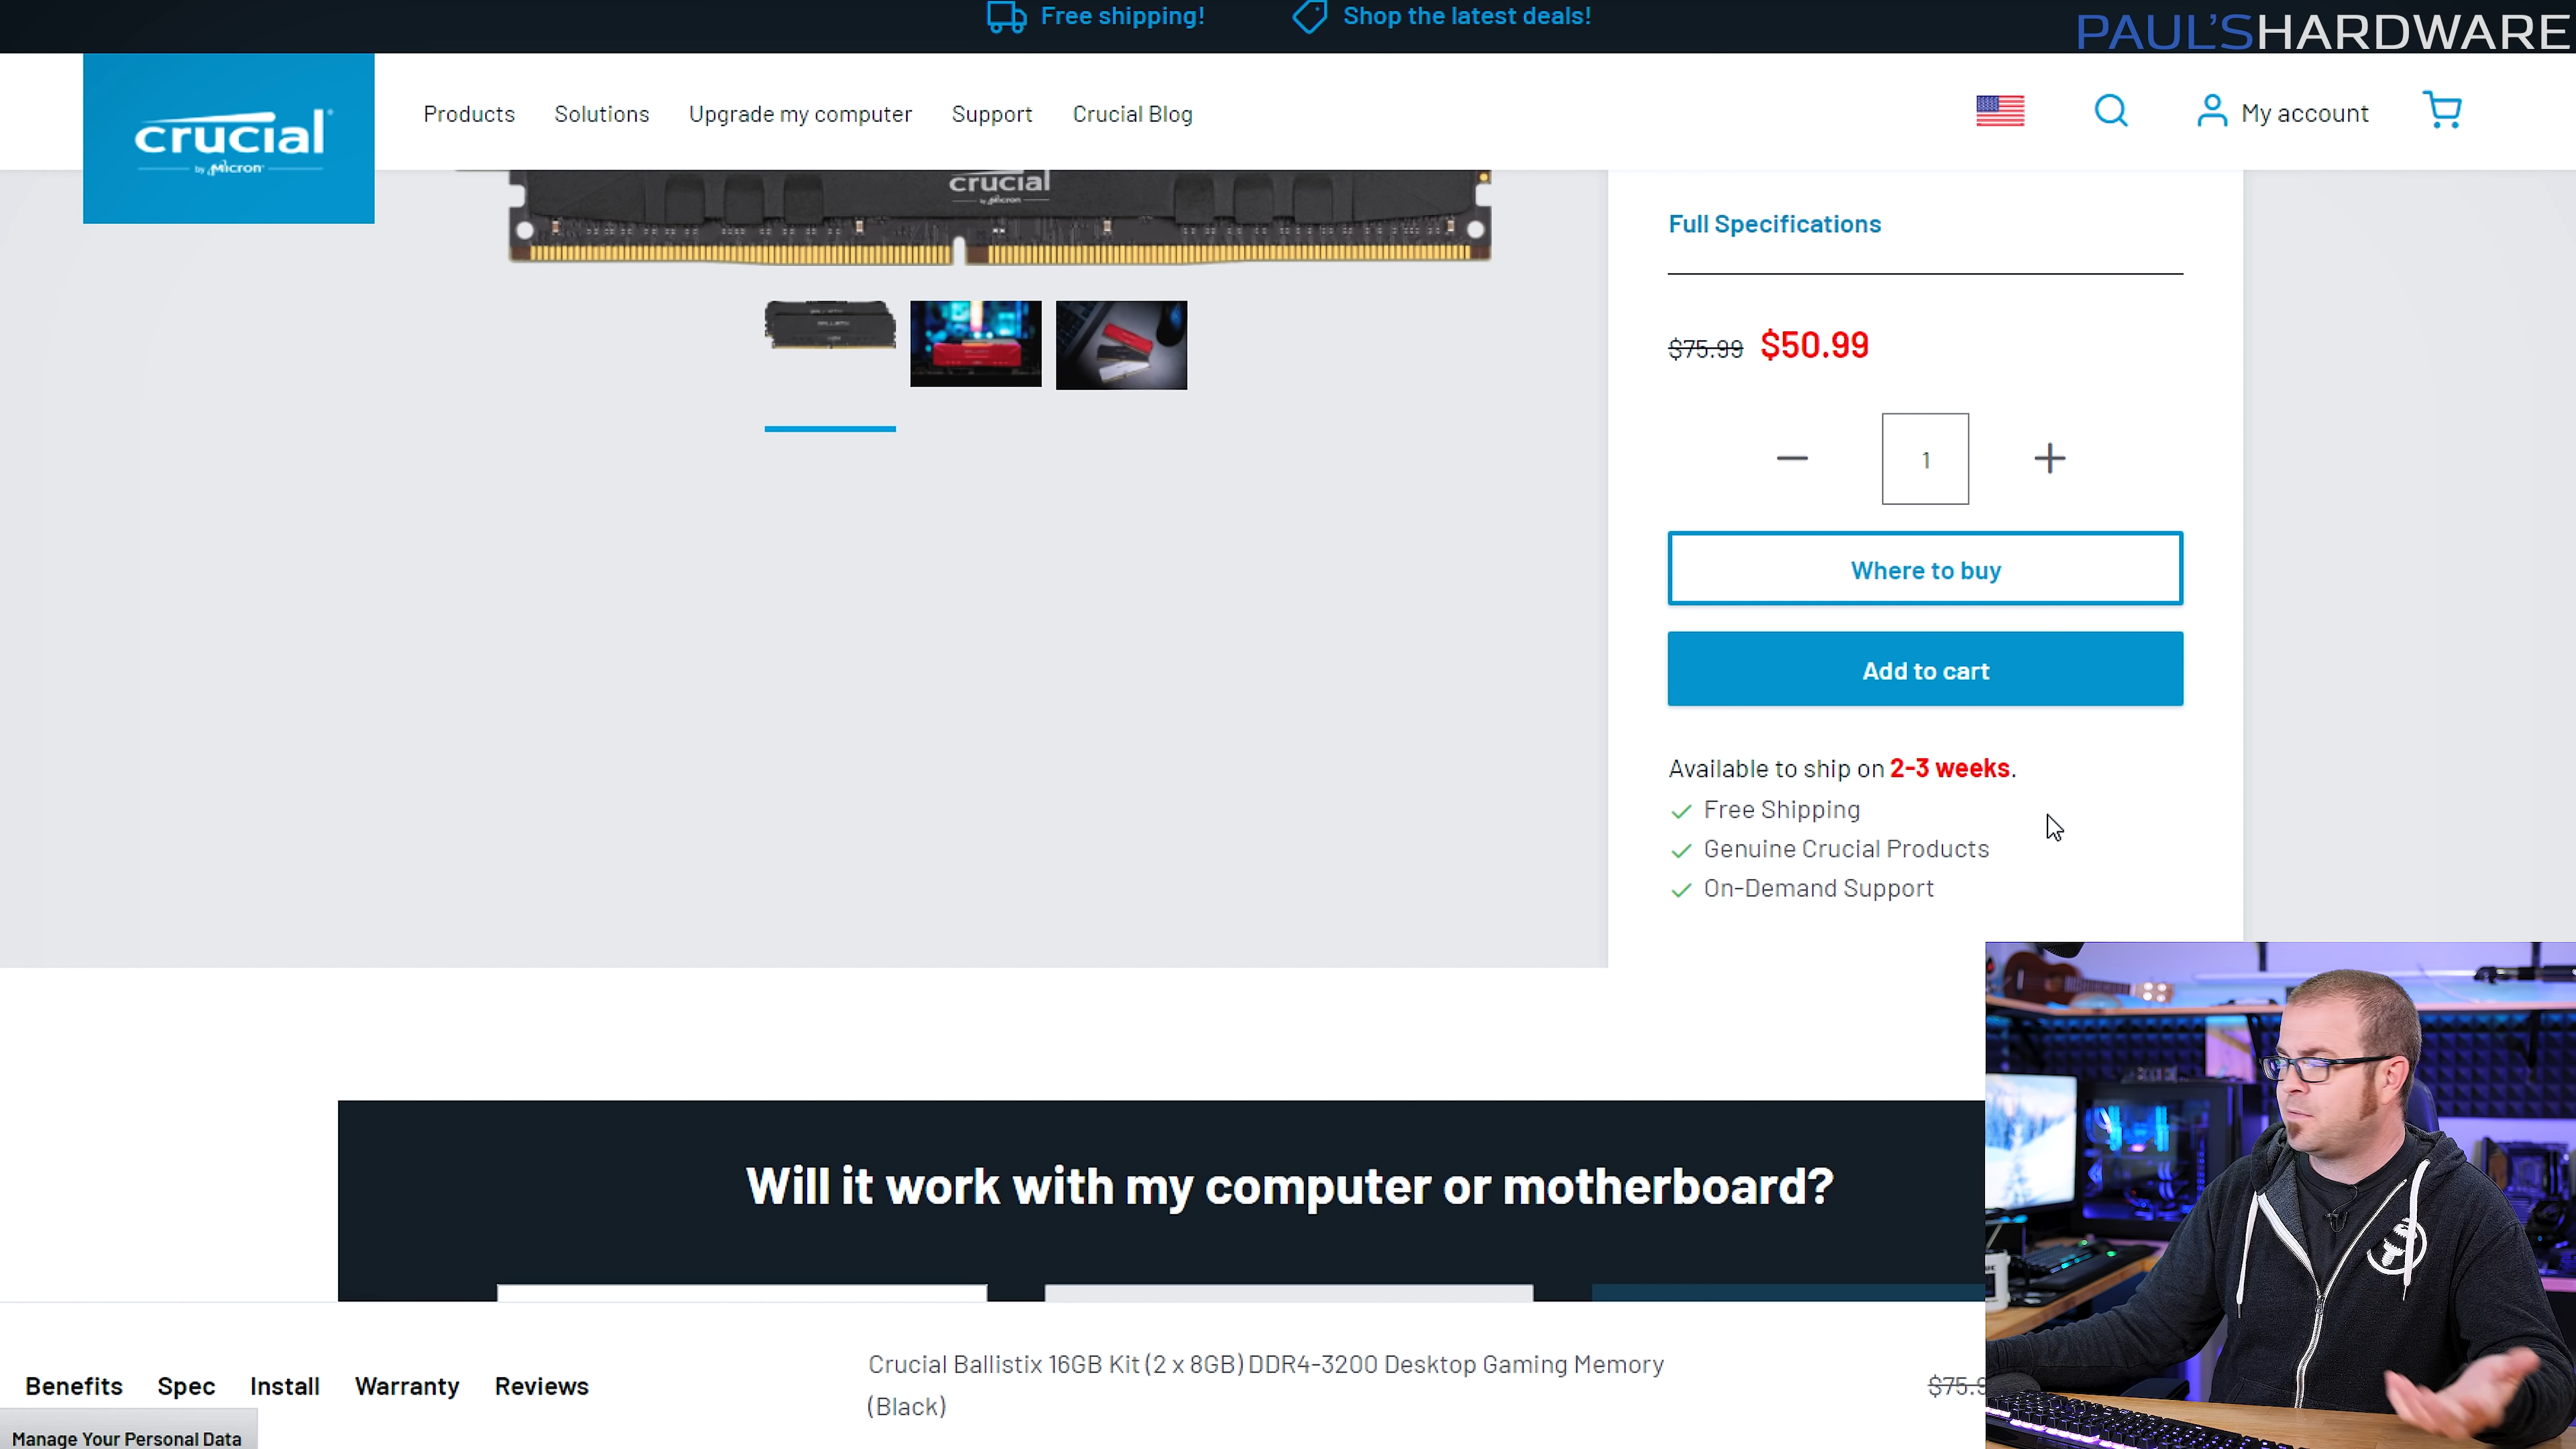 Free shipping!
Shop the latest deals!
PAUL'SHARDWARE
crucial
by Micron
Products
Solutions
Upgrade my computer
Support
Crucial Blog
My account
crucial
by Micron
Full Specifications
$75.99 $50.99
1
Where to buy
Add to cart
Available to ship on 2-3 weeks.
Free Shipping
Genuine Crucial Products
On-Demand Support
Will it work with my computer or motherboard?
Benefits
Spec
Install
Warranty
Reviews
Crucial Ballistix 16GB Kit (2 x 8GB) DDR4-3200 Desktop Gaming Memory
(Black)
$75.9
Manage Your Personal Data